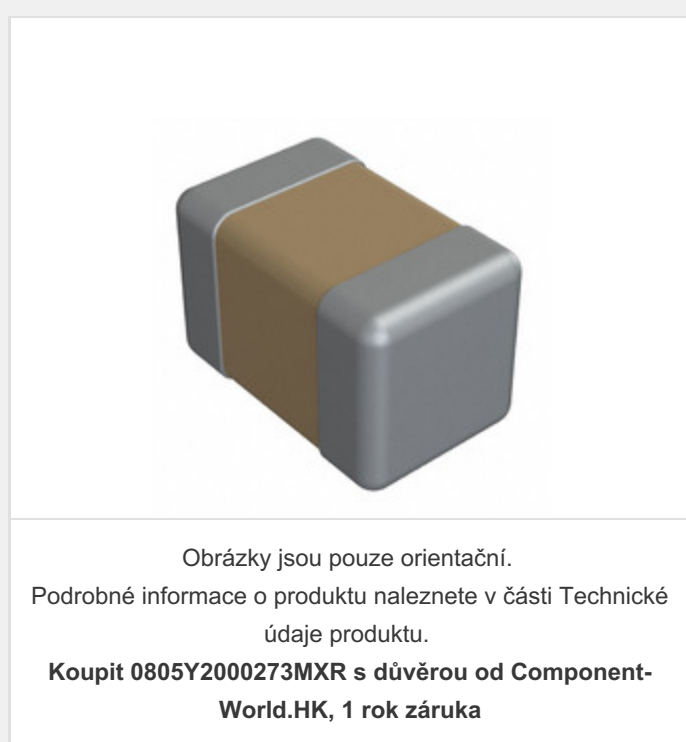 Obrázky jsou pouze orientační.
Podrobné informace o produktu naleznete v části Technické
údaje produktu.
Koupit 0805Y2000273MXR s důvěrou od Component-
World.HK, 1 rok záruka